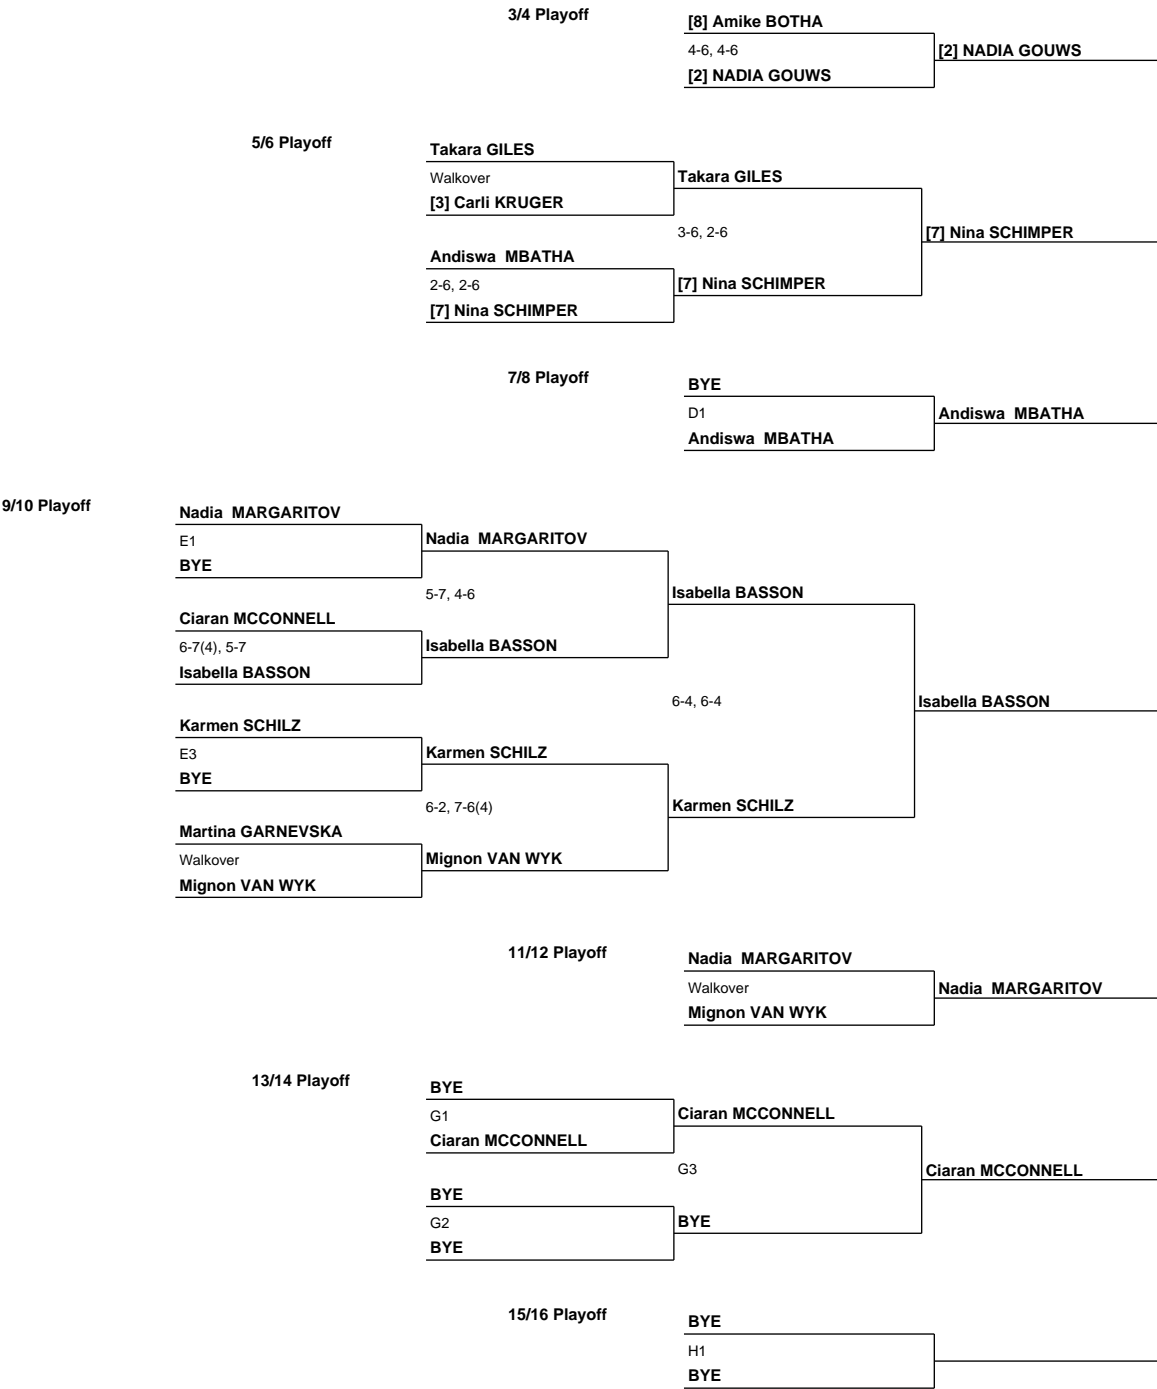 3/4 Playoff
[8] Amike BOTHA
4-6, 4-6
[2] NADIA GOUWS
[2] NADIA GOUWS
5/6 Playoff
Takara GILES
Walkover
Takara GILES
[3] Carli KRUGER
3-6, 2-6
[7] Nina SCHIMPER
Andiswa MBATHA
2-6, 2-6
[7] Nina SCHIMPER
[7] Nina SCHIMPER
7/8 Playoff
BYE
D1
Andiswa MBATHA
Andiswa MBATHA
9/10 Playoff
Nadia MARGARITOV
E1
Nadia MARGARITOV
BYE
5-7, 4-6
Isabella BASSON
Ciaran MCCONNELL
6-7(4), 5-7
Isabella BASSON
Isabella BASSON
6-4, 6-4
Isabella BASSON
Karmen SCHILZ
E3
Karmen SCHILZ
BYE
6-2, 7-6(4)
Karmen SCHILZ
Martina GARNEVSKA
Walkover
Mignon VAN WYK
Mignon VAN WYK
11/12 Playoff
Nadia MARGARITOV
Walkover
Nadia MARGARITOV
Mignon VAN WYK
13/14 Playoff
BYE
G1
Ciaran MCCONNELL
Ciaran MCCONNELL
G3
Ciaran MCCONNELL
BYE
G2
BYE
BYE
15/16 Playoff
BYE
H1
BYE